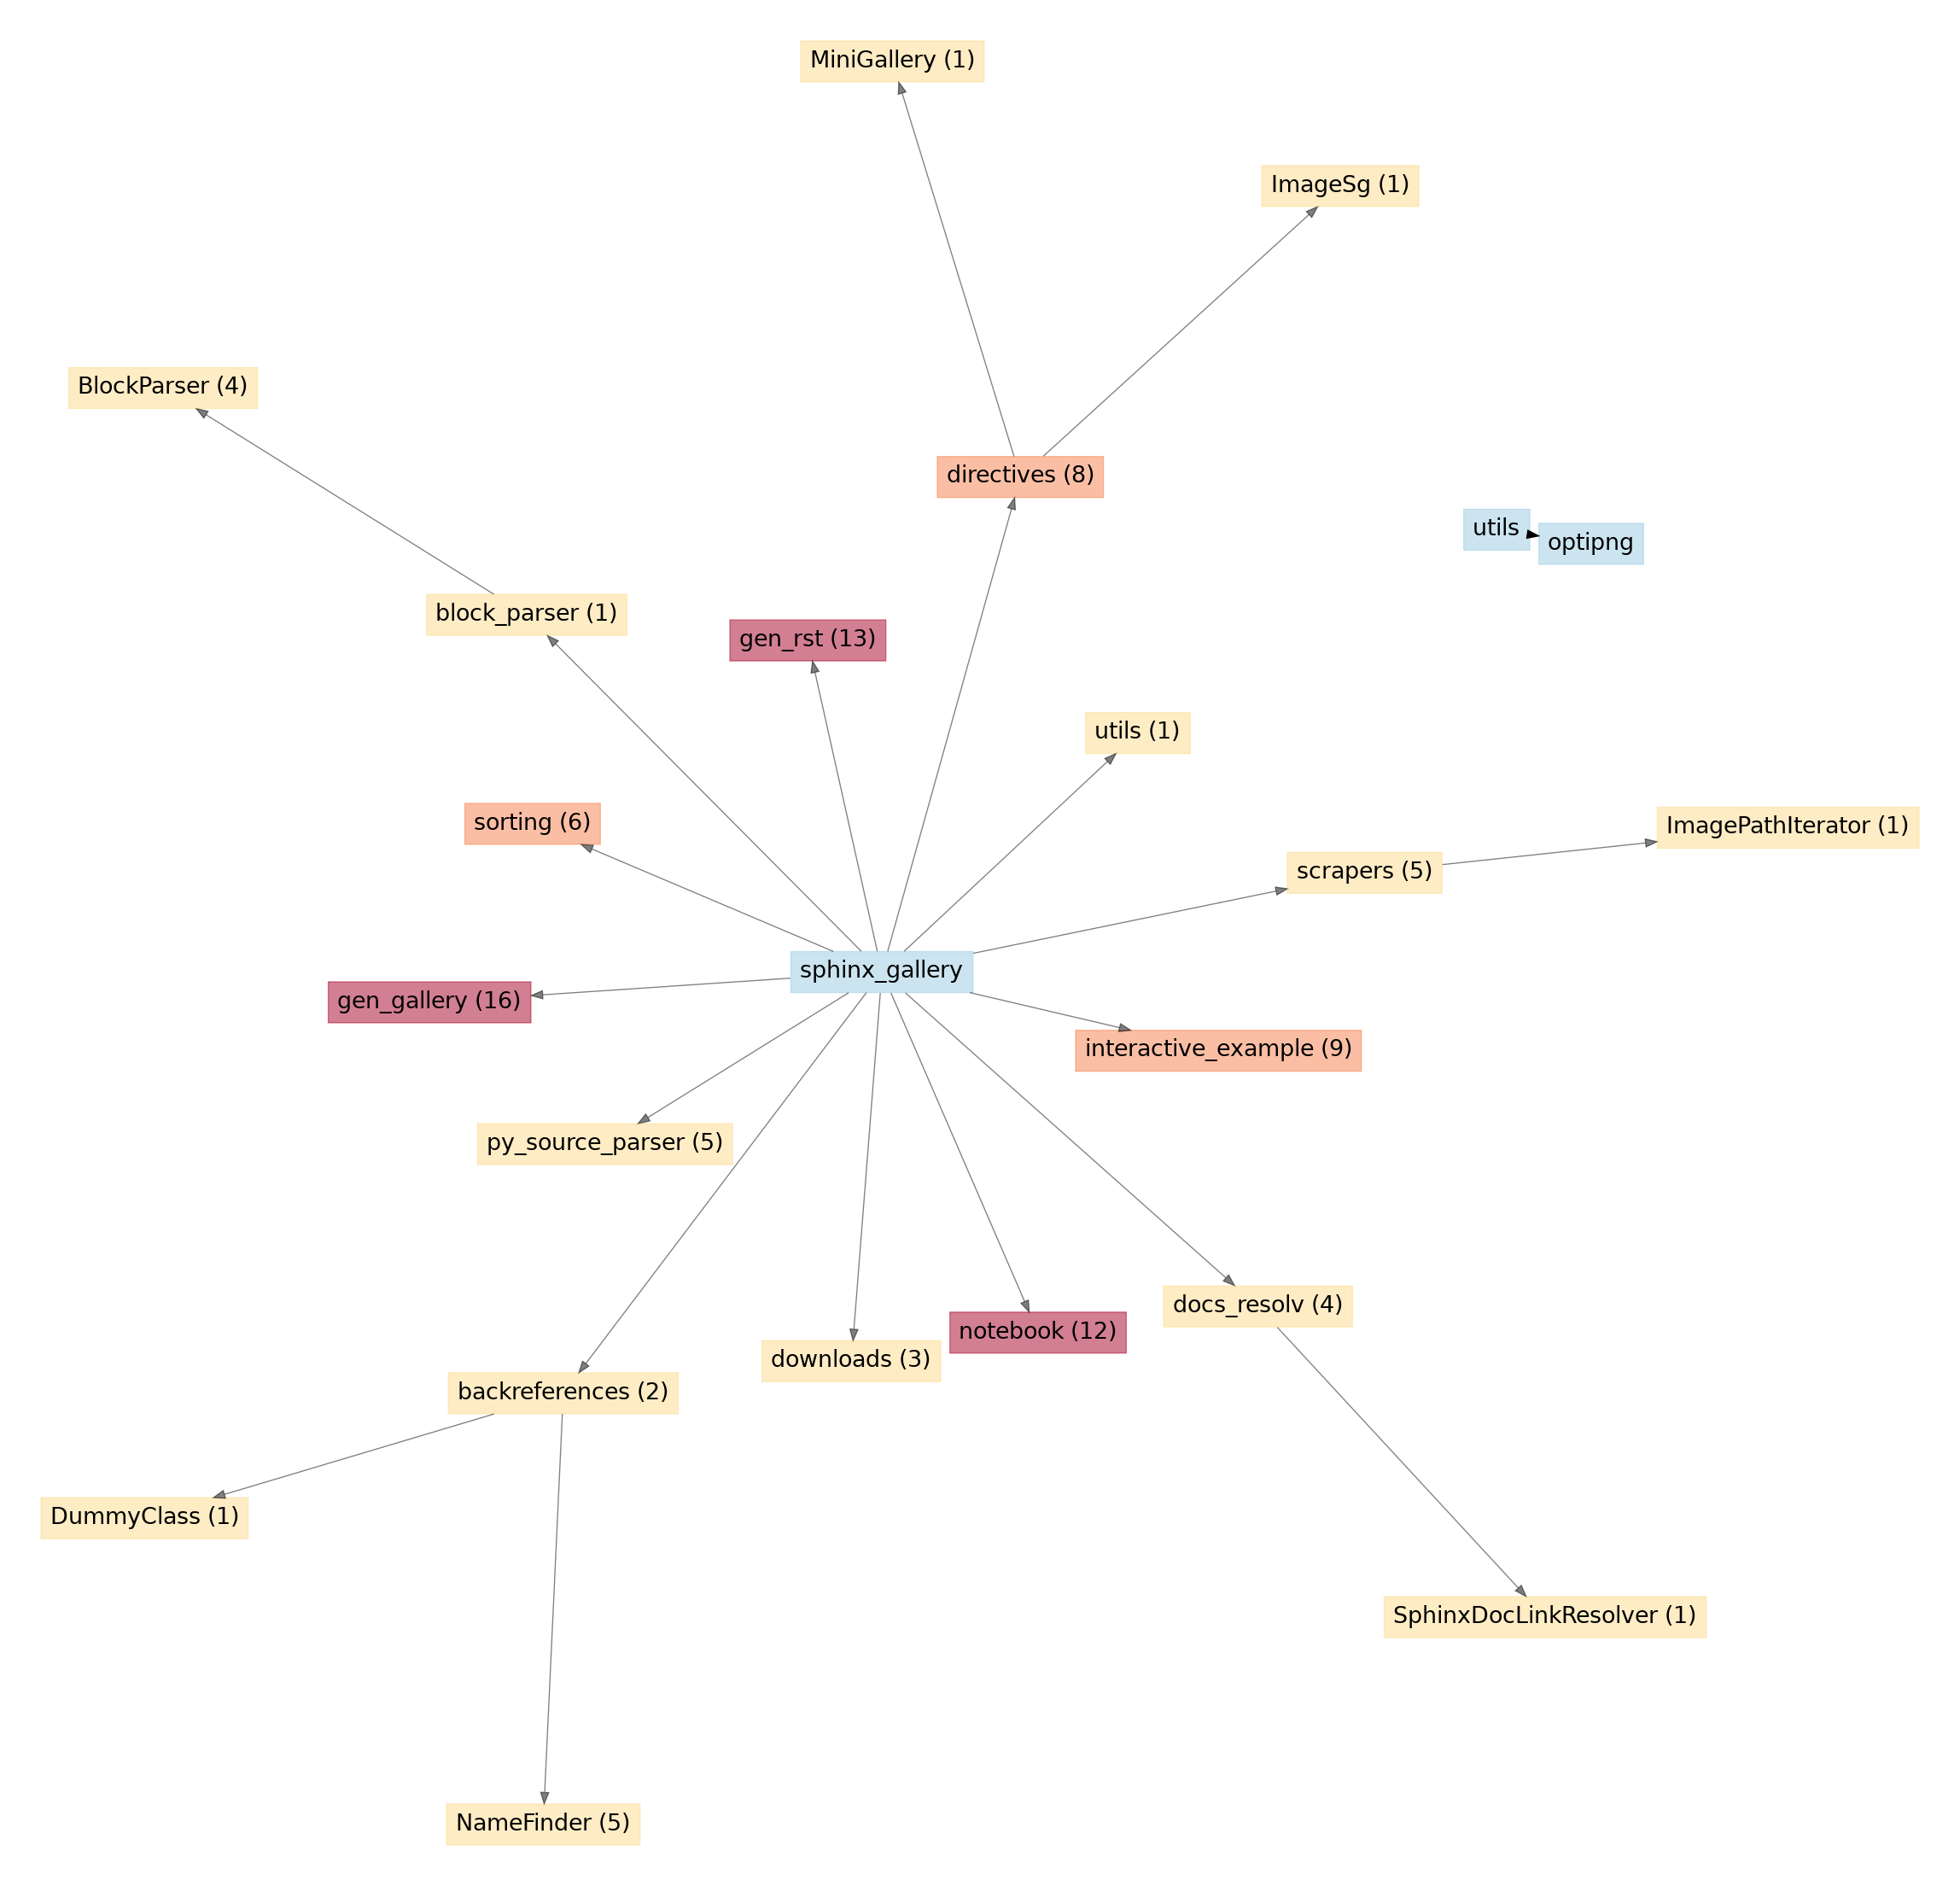 MiniGallery (1)
ImageSg (1)
BlockParser (4)
directives (8)
utils
optipng
block_parser (1)
gen_rst (13)
utils (1)
sorting (6)
ImagePathIterator (1)
scrapers (5)
sphinx_gallery
gen_gallery (16)
interactive_example (9)
py_source_parser (5)
docs_resolv (4)
notebook (12)
downloads (3)
backreferences (2)
DummyClass (1)
SphinxDocLinkResolver (1)
NameFinder (5)